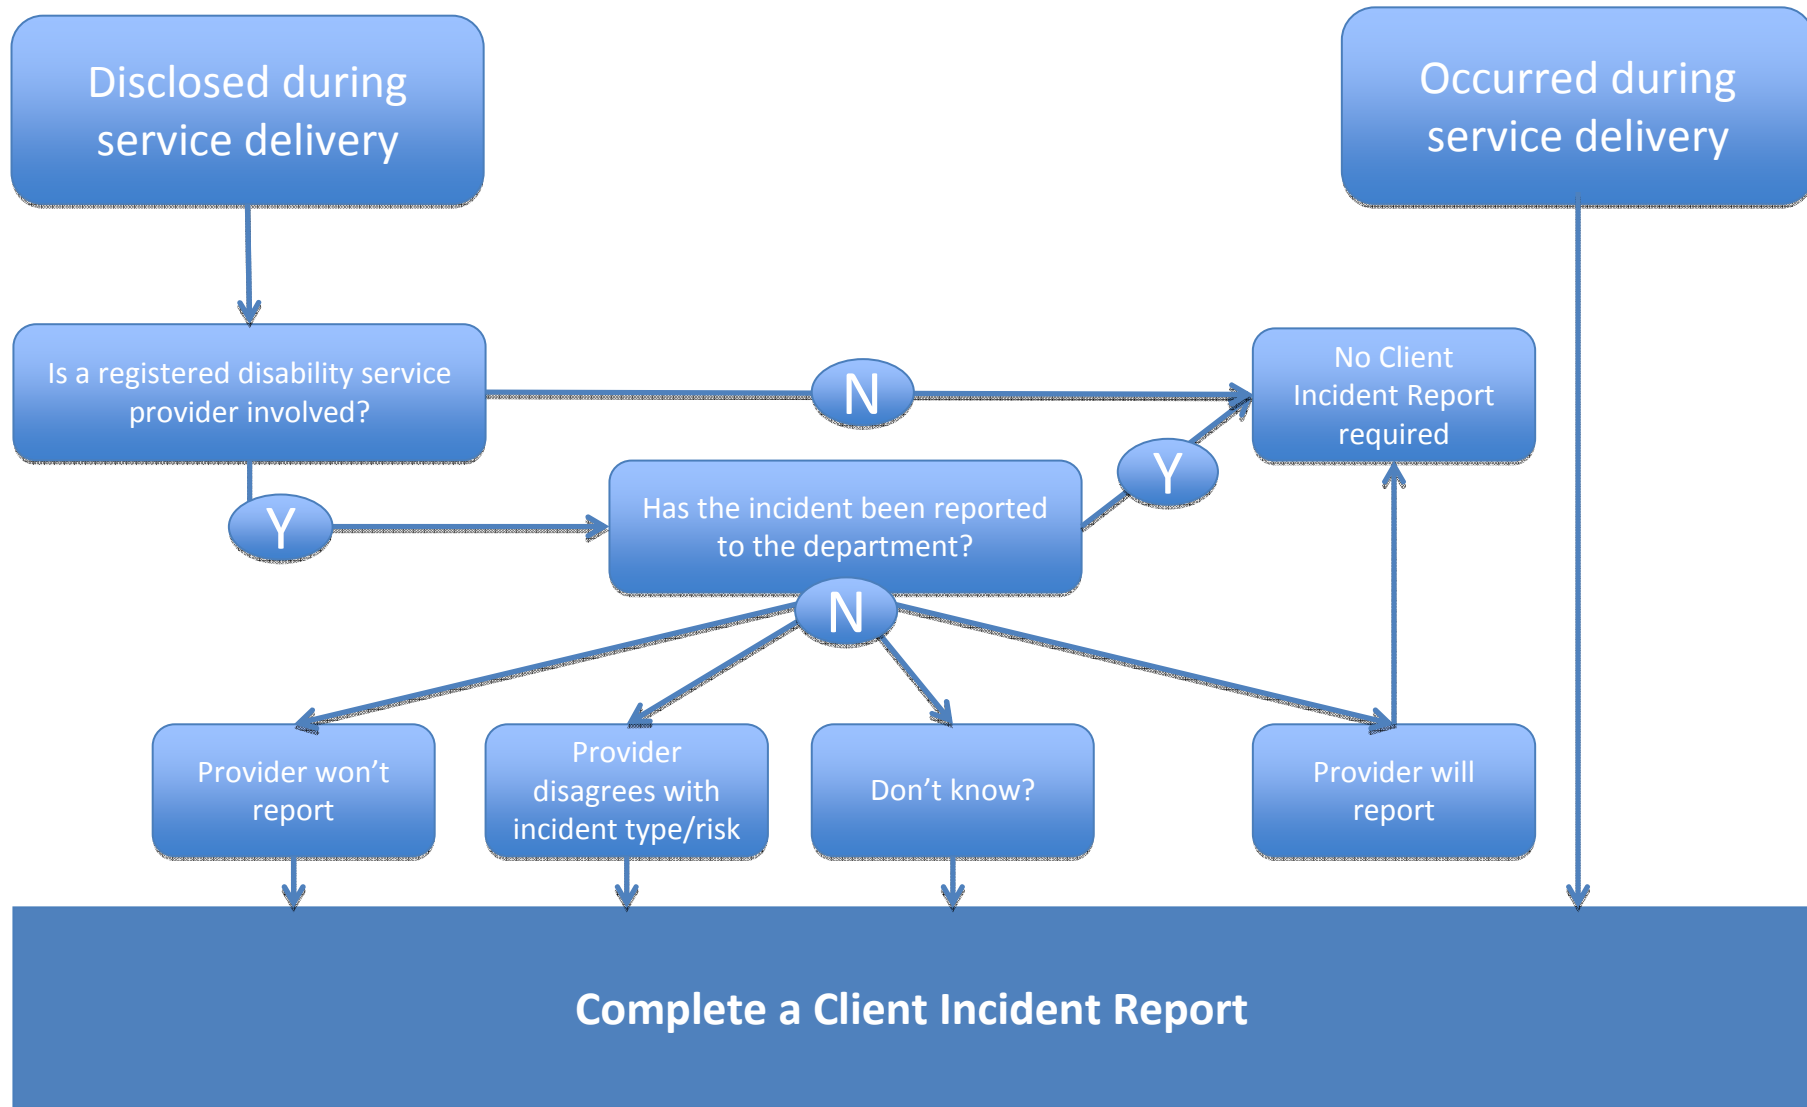 Disclosed during
service delivery
Occurred during
service delivery
Is a registered disability service
provider involved?
N
No Client
Incident Report
required
Y
Has the incident been reported
to the department?
Y
N
Provider won’t
report
Provider
disagrees with
incident type/risk
Don’t know?
Provider will
report
Complete a Client Incident Report